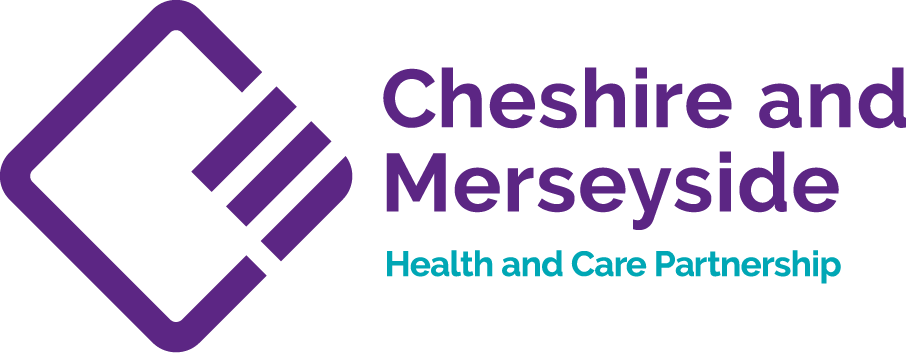 Cheshire and
Merseyside
Health and Care Partnership